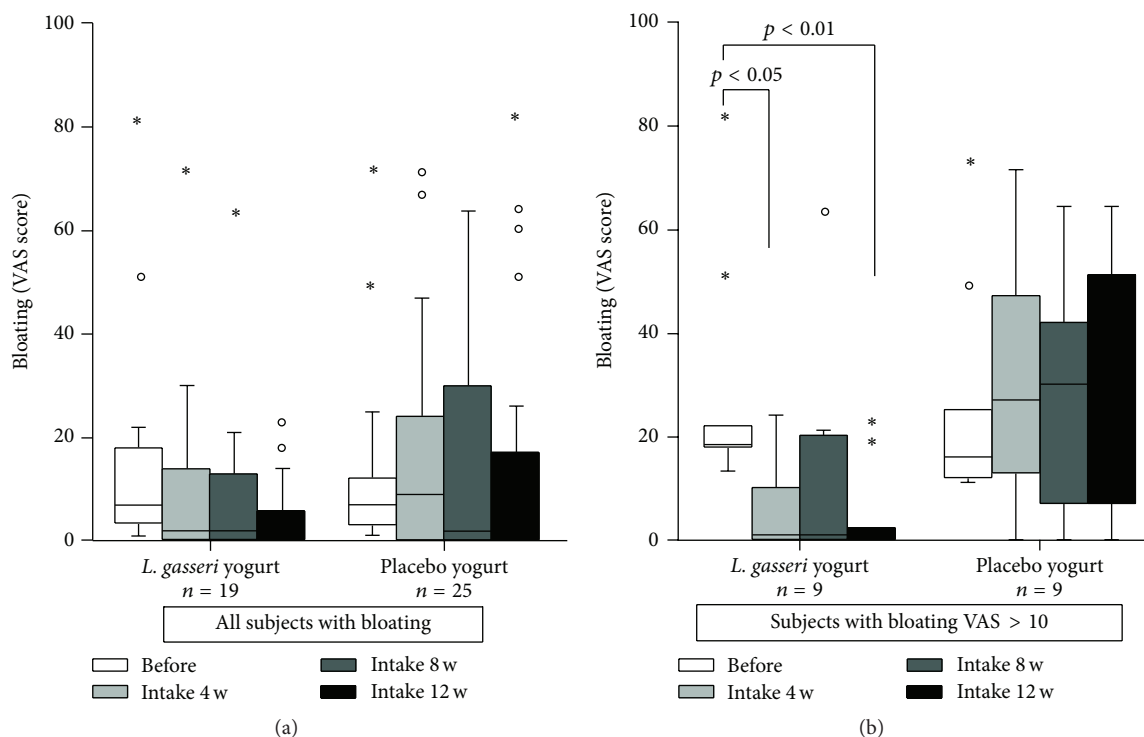 100
80
60
40
20
0
Bloating (VAS score)
L. gasseri yogurt
n = 19
Placebo yogurt
n = 25
All subjects with bloating
Before
Intake 4 w
Intake 8 w
Intake 12 w
(a)
100
80
60
40
20
0
Bloating (VAS score)
p < 0.01
p < 0.05
L. gasseri yogurt
n = 9
Placebo yogurt
n = 9
Subjects with bloating VAS > 10
Before
Intake 4 w
Intake 8 w
Intake 12 w
(b)